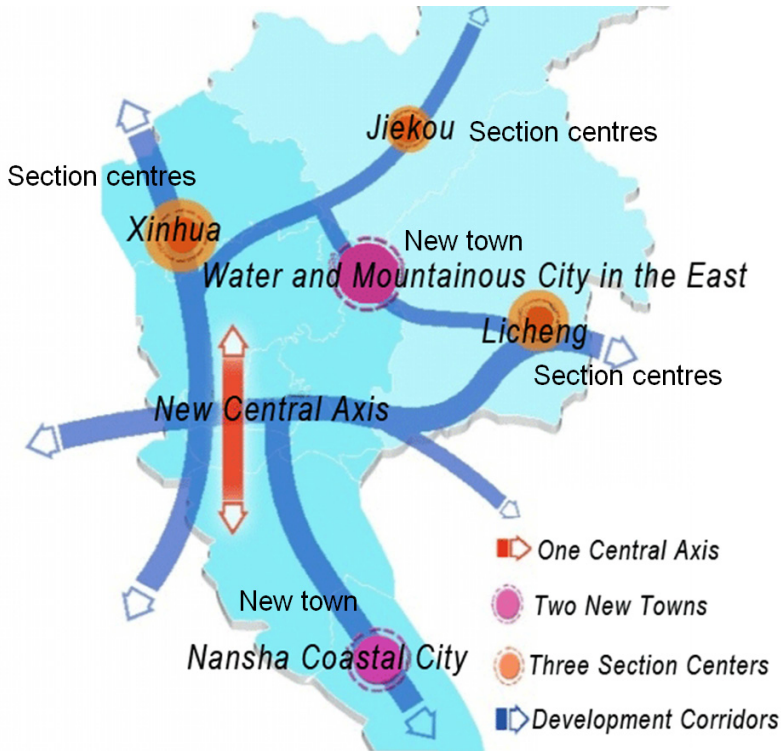 Jiekou
Section centres
Section centres
Xinhua
New town
Water and Mountainous City in the East
Licheng
Section centres
New Central Axis
One Central Axis
New town
Two New Towns
Nansha Coastal City
Three Section Centers
Development Corridors